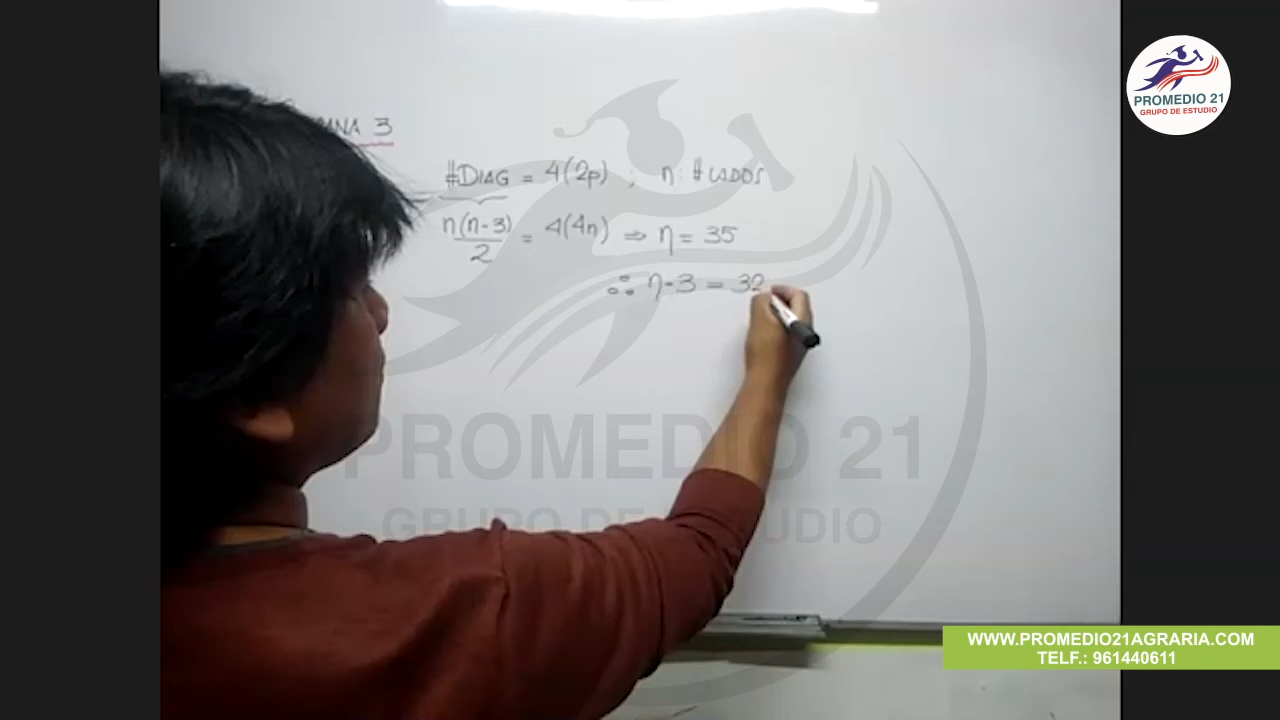 PROMEDIO 21
GRUPO DE ESTUDIO
ANA 3
#DIAG = 4(2p) ; n: # LADOS
n(n-3)/2 = 4(4n) ⇒ n = 35
∴ n-3 = 32
PROMEDIO 21
GRUPO DE ESTUDIO
WWW.PROMEDIO21AGRARIA.COM
TELF.: 961440611